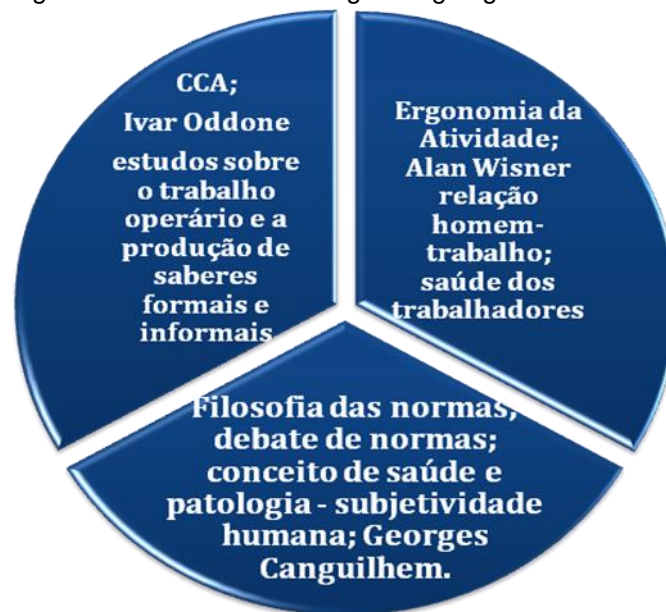 CCA;
Ivar Oddone
estudos sobre
o trabalho
operário e a
produção de
saberes
formais e
informais
Ergonomia da
Atividade;
Alan Wisner
relação
homem-
trabalho;
saúde dos
trabalhadores
Filosofia das normas,
debate de normas;
conceito de saúde e
patologia - subjetividade
humana; Georges
Canguilhem.